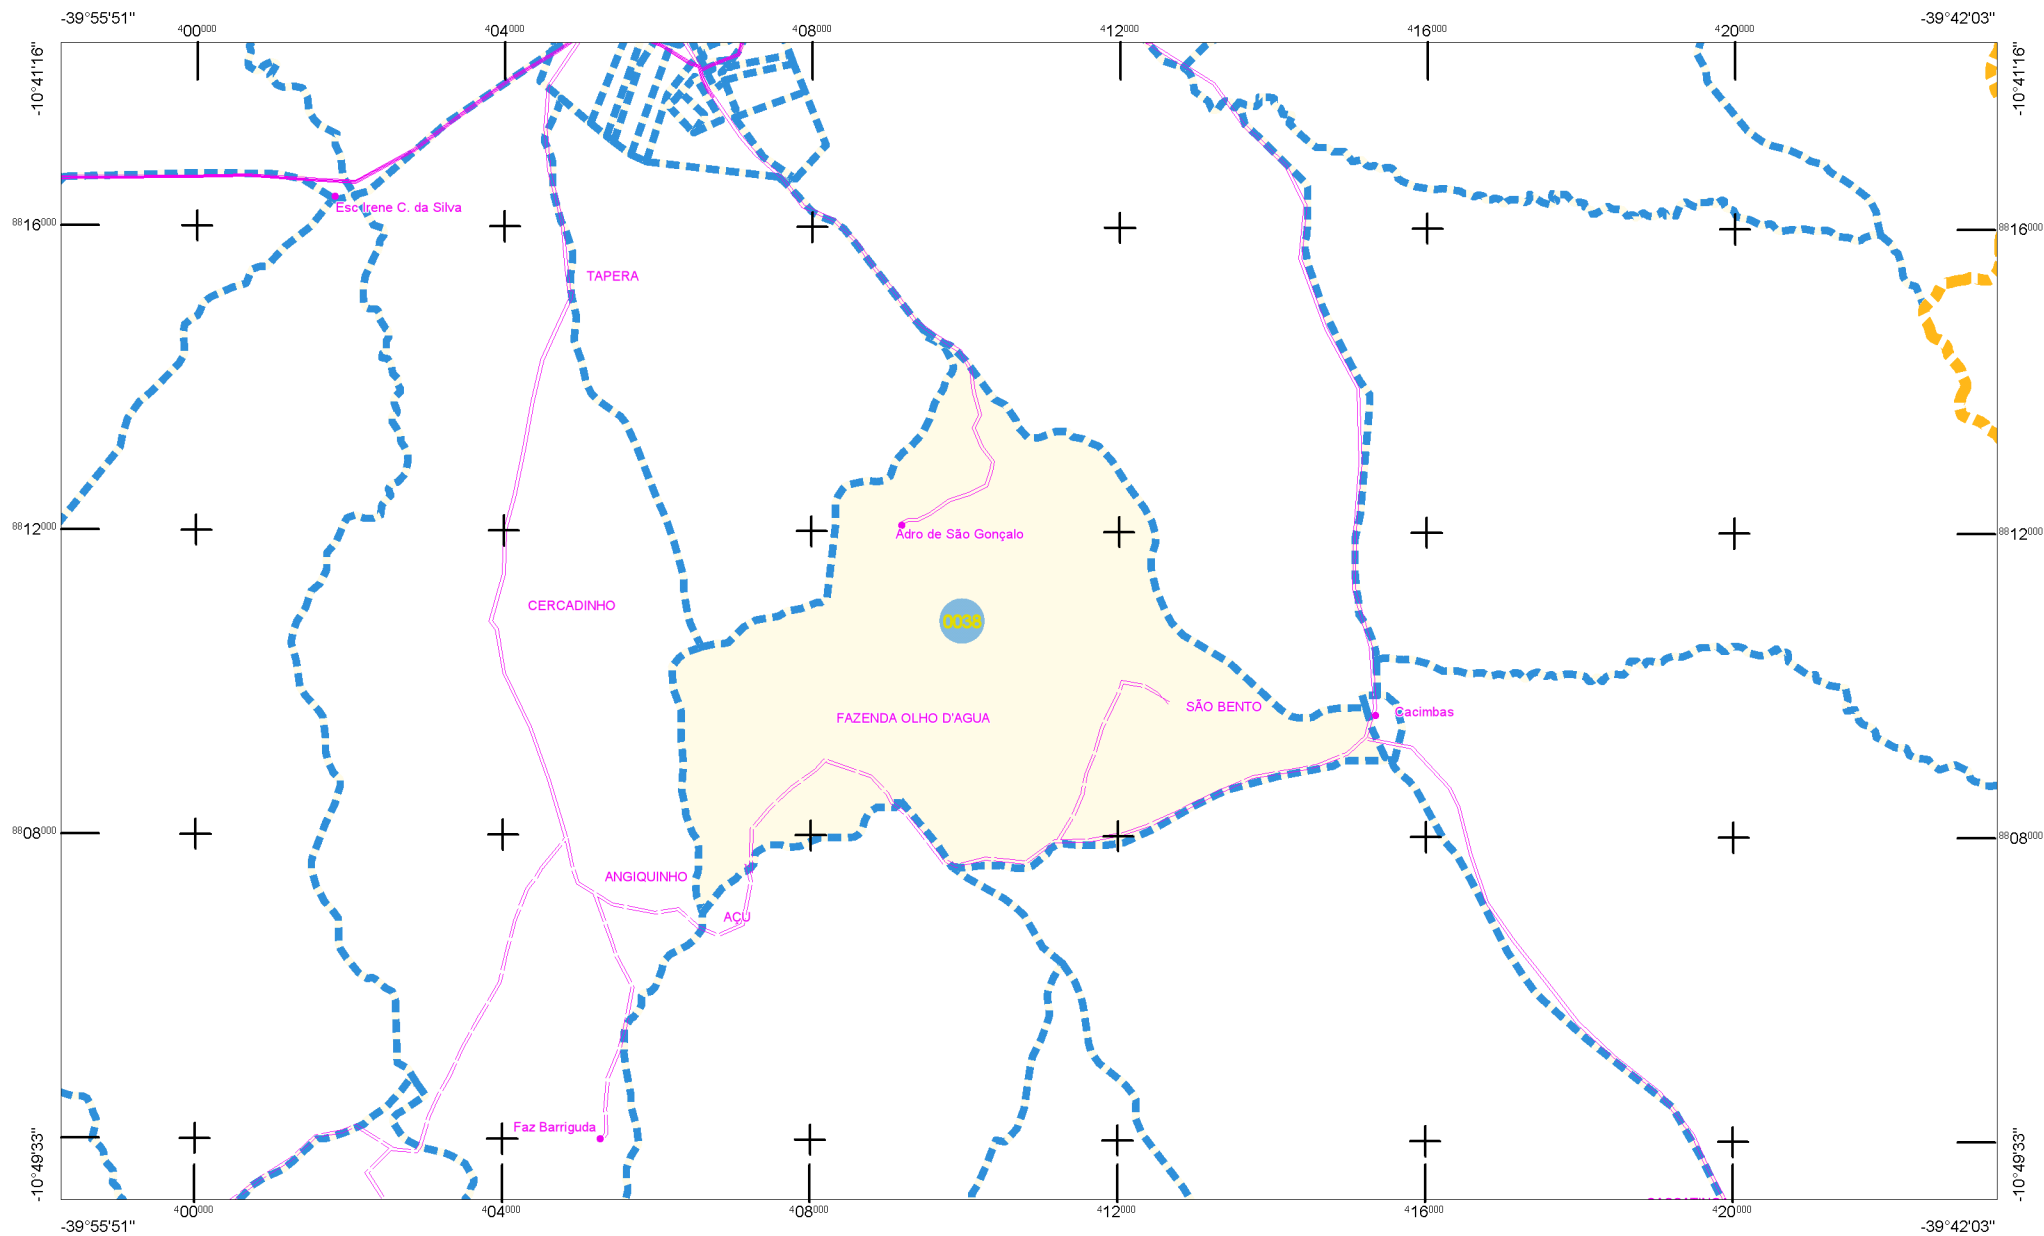 -39°55'51" -39°42'03"
400000 404000 408000 412000 416000 420000
-10°41'16" -10°41'16"
Esc Irene C. da Silva
8816000 8816000
TAPERA
8812000 8812000
Adro de São Gonçalo
CERCADINHO
0038
SÃO BENTO
FAZENDA OLHO D'AGUA
Cacimbas
8808000 8808000
ANGIQUINHO
AÇU
Faz Barriguda
-10°49'33" -10°49'33"
400000 404000 408000 412000 416000 420000
-39°55'51" -39°42'03"